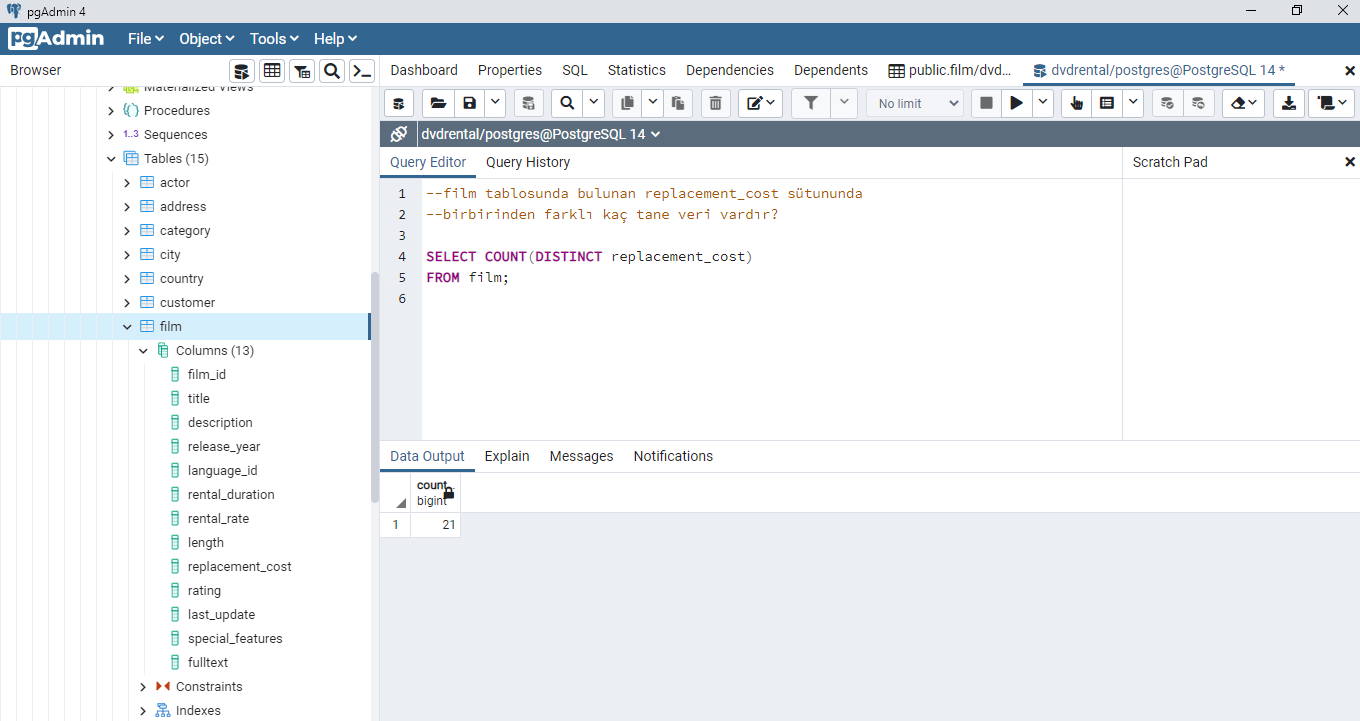 pgAdmin 4
pgAdmin
File Object Tools Help
Browser
Dashboard Properties SQL Statistics Dependencies Dependents public.film/dvd... dvdrental/postgres@PostgreSQL 14 *
No limit
dvdrental/postgres@PostgreSQL 14
Query Editor Query History
Scratch Pad
Materialized Views
Procedures
1..3 Sequences
Tables (15)
actor
address
category
city
country
customer
film
Columns (13)
film_id
title
description
release_year
language_id
rental_duration
rental_rate
length
replacement_cost
rating
last_update
special_features
fulltext
Constraints
Indexes
1 --film tablosunda bulunan replacement_cost sütununda
2 --birbirinden farklı kaç tane veri vardır?
3
4 SELECT COUNT(DISTINCT replacement_cost)
5 FROM film;
6
Data Output Explain Messages Notifications
count
bigint
1 21